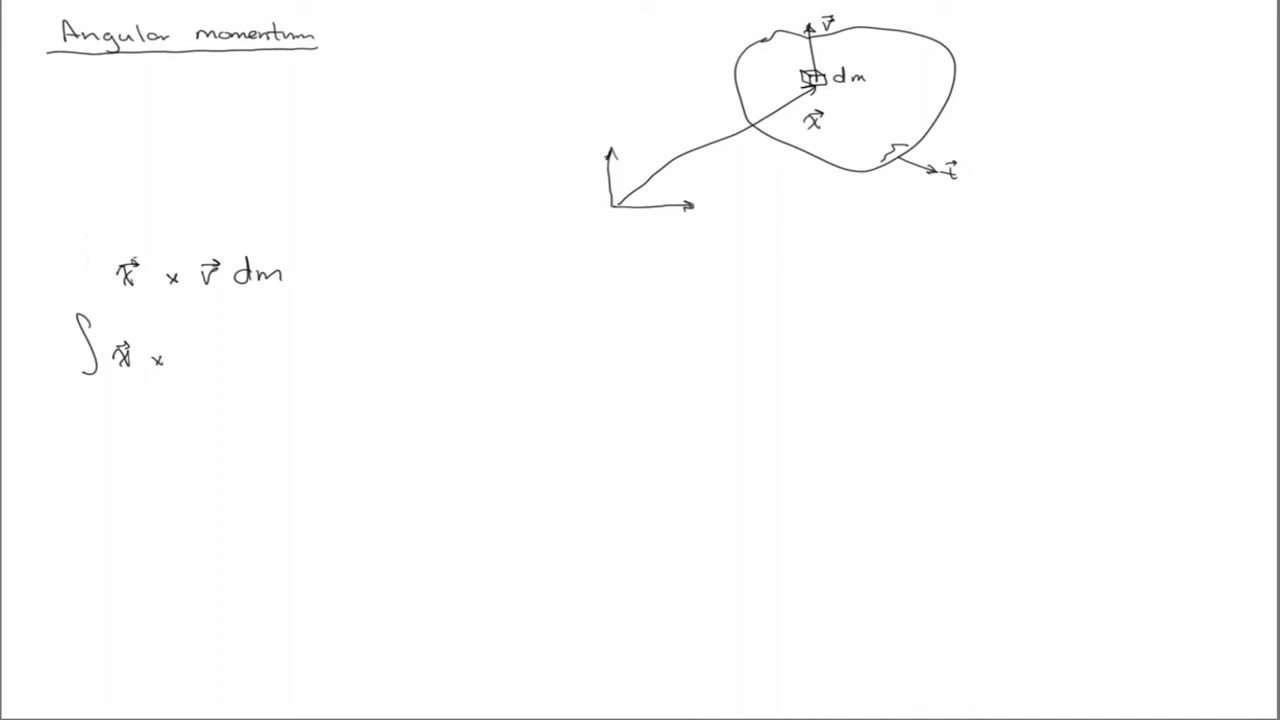 Angular momentum
v⃗
dm
x⃗
t⃗
x⃗ × v⃗ dm
∫ x⃗ ×